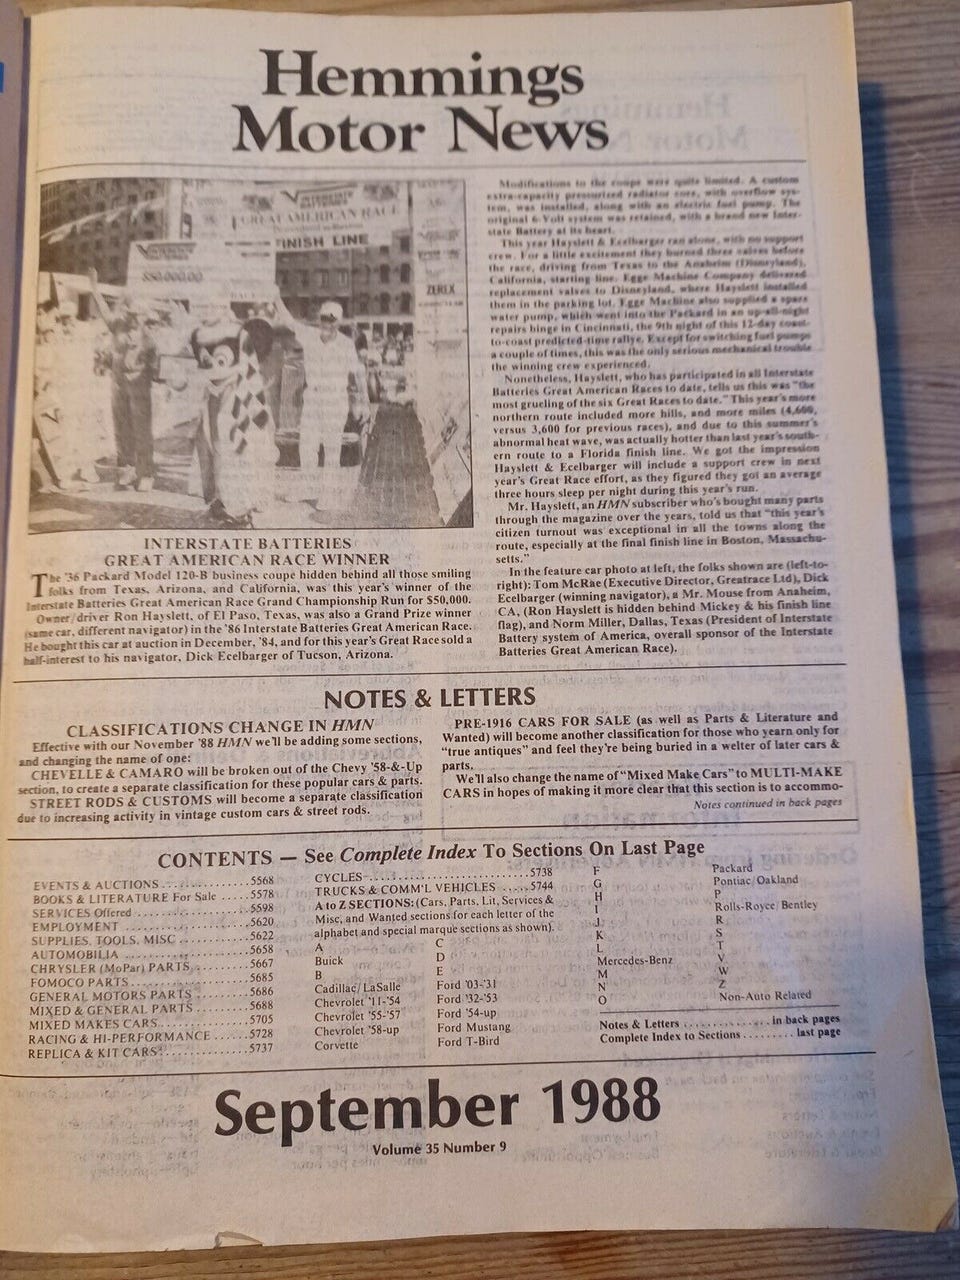 Hemmings
Motor News
INTERSTATE
GREAT AMERICAN RACE
FINISH LINE
$50,000.00
ZEREX
INTERSTATE BATTERIES
GREAT AMERICAN RACE WINNER
The '36 Packard Model 120-B business coupe hidden behind all those smiling
folks from Texas, Arizona, and California, was this year's winner of the
Interstate Batteries Great American Race Grand Championship Run for $50,000.
Owner/driver Ron Hayslett, of El Paso, Texas, was also a Grand Prize winner
(same car, different navigator) in the '86 Interstate Batteries Great American Race.
He bought this car at auction in December, '84, and for this year's Great Race sold a
half-interest to his navigator, Dick Ecelbarger of Tucson, Arizona.
Modifications to the coupe were quite limited. A custom
extra-capacity pressurized radiator core, with overflow sys-
tem, was installed, along with an electric fuel pump. The
original 6-Volt system was retained, with a brand new Inter-
state Battery at its heart.
This year Hayslett & Ecelbarger ran alone, with no support
crew. For a little excitement they burned three valves before
the race, driving from Texas to the Anaheim (Disneyland),
California, starting line. Egge Machine Company delivered
replacement valves to Disneyland, where Hayslett installed
them in the parking lot. Egge Machine also supplied a spare
water pump, which went into the Packard in an up-all-night
repairs binge in Cincinnati, the 9th night of this 12-day coast-
to-coast predicted-time rallye. Except for switching fuel pumps
a couple of times, this was the only serious mechanical trouble
the winning crew experienced.
Nonetheless, Hayslett, who has participated in all Interstate
Batteries Great American Races to date, tells us this was "the
most grueling of the six Great Races to date." This year's more
northern route included more hills, and more miles (4,600,
versus 3,600 for previous races), and due to this summer's
abnormal heat wave, was actually hotter than last year's south-
ern route to a Florida finish line. We got the impression
Hayslett & Ecelbarger will include a support crew in next
year's Great Race effort, as they figured they got an average
three hours sleep per night during this year's run.
Mr. Hayslett, an HMN subscriber who's bought many parts
through the magazine over the years, told us that "this year's
citizen turnout was exceptional in all the towns along the
route, especially at the final finish line in Boston, Massachu-
setts."
In the feature car photo at left, the folks shown are (left-to-
right): Tom McRae (Executive Director, Greatrace Ltd), Dick
Ecelbarger (winning navigator), a Mr. Mouse from Anaheim,
CA, (Ron Hayslett is hidden behind Mickey & his finish line
flag), and Norm Miller, Dallas, Texas (President of Interstate
Battery system of America, overall sponsor of the Interstate
Batteries Great American Race).
NOTES & LETTERS
CLASSIFICATIONS CHANGE IN HMN
Effective with our November '88 HMN we'll be adding some sections,
and changing the name of one:
CHEVELLE & CAMARO will be broken out of the Chevy '58-&-Up
section, to create a separate classification for these popular cars & parts.
STREET RODS & CUSTOMS will become a separate classification
due to increasing activity in vintage custom cars & street rods.
PRE-1916 CARS FOR SALE (as well as Parts & Literature and
Wanted) will become another classification for those who yearn only for
"true antiques" and feel they're being buried in a welter of later cars &
parts.
We'll also change the name of "Mixed Make Cars" to MULTI-MAKE
CARS in hopes of making it more clear that this section is to accommo-
Notes continued in back pages
CONTENTS — See Complete Index To Sections On Last Page
EVENTS & AUCTIONS ............5568
BOOKS & LITERATURE For Sale .....5578
SERVICES Offered ................5598
EMPLOYMENT ..................5620
SUPPLIES, TOOLS, MISC ..........5622
AUTOMOBILIA ..................5658
CHRYSLER (MoPar) PARTS .........5667
FOMOCO PARTS .................5685
GENERAL MOTORS PARTS .........5686
MIXED & GENERAL PARTS .........5688
MIXED MAKES CARS .............5705
RACING & HI-PERFORMANCE ......5728
REPLICA & KIT CARS .............5737
CYCLES .......................5738
TRUCKS & COMM'L VEHICLES .....5744
A to Z SECTIONS: (Cars, Parts, Lit, Services &
Misc, and Wanted sections for each letter of the
alphabet and special marque sections as shown).
A
Buick
B
Cadillac/LaSalle
Chevrolet '11-'54
Chevrolet '55-'57
Chevrolet '58-up
Corvette
C
D
E
Ford '03-'31
Ford '32-'53
Ford '54-up
Ford Mustang
Ford T-Bird
F
G
H
I
J
K
L
Mercedes-Benz
M
N
O
Packard
Pontiac/Oakland
P
Rolls-Royce/Bentley
R
S
T
V
W
Z
Non-Auto Related
Notes & Letters ............. in back pages
Complete Index to Sections ......... last page
September 1988
Volume 35 Number 9